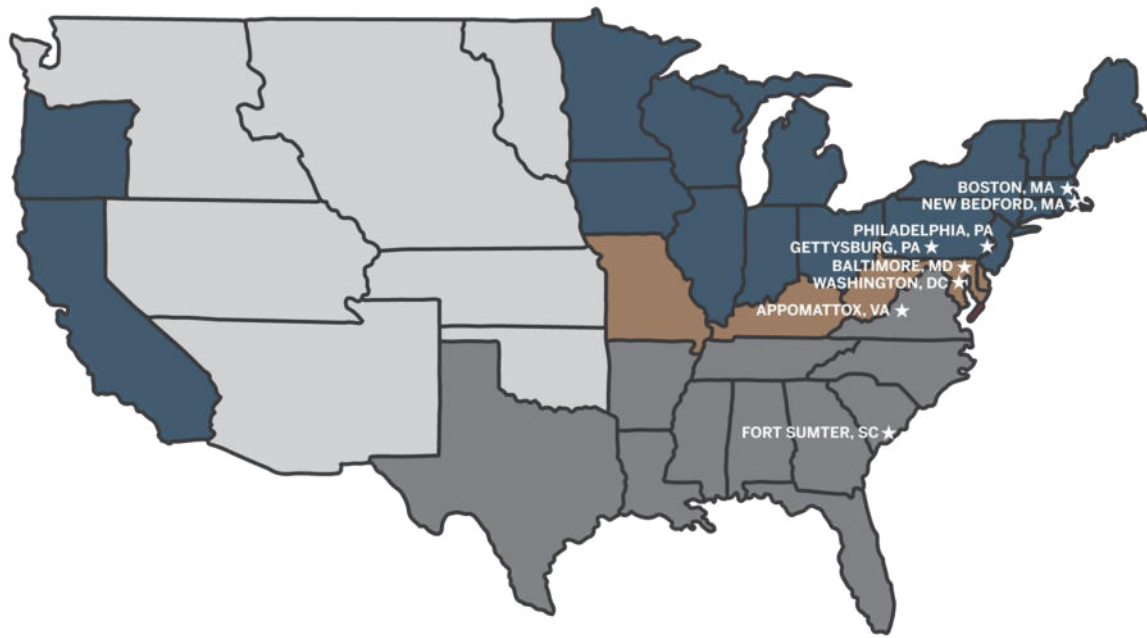 BOSTON, MA
NEW BEDFORD, MA
PHILADELPHIA, PA
GETTYSBURG, PA
BALTIMORE, MD
WASHINGTON, DC
APPOMATTOX, VA
FORT SUMTER, SC